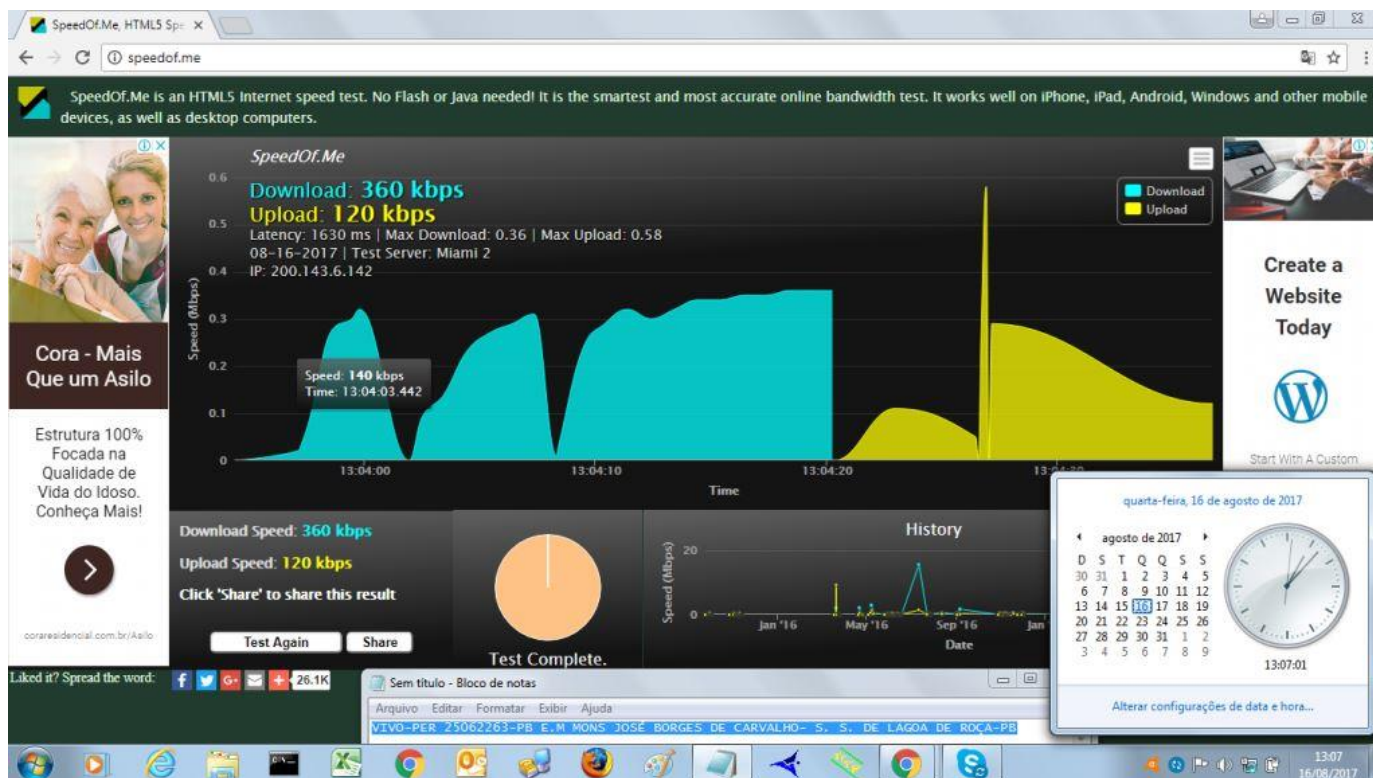 SpeedOf.Me, HTML5 Spe
speedof.me
SpeedOf.Me is an HTML5 Internet speed test. No Flash or Java needed! It is the smartest and most accurate online bandwidth test. It works well on iPhone, iPad, Android, Windows and other mobile
devices, as well as desktop computers.
Cora - Mais
Que um Asilo
Estrutura 100%
Focada na
Qualidade de
Vida do Idoso.
Conheça Mais!
coraresidencial.com.br/Asilo
SpeedOf.Me
Download: 360 kbps
Upload: 120 kbps
Latency: 1630 ms | Max Download: 0.36 | Max Upload: 0.58
08-16-2017 | Test Server: Miami 2
IP: 200.143.6.142
Download
Upload
Speed (Mbps)
0.6
0.5
0.4
0.3
0.2
0.1
0
Speed: 140 kbps
Time: 13:04:03.442
13:04:00 13:04:10 13:04:20 13:04:30
Time
Create a
Website
Today
Start With A Custom
Download Speed: 360 kbps
Upload Speed: 120 kbps
Click 'Share' to share this result
Test Again Share
Test Complete.
History
Speed (Mbps)
20
0
Jan '16 May '16 Sep '16 Jan
Date
Liked it? Spread the word: 26.1K
Sem título - Bloco de notas
Arquivo Editar Formatar Exibir Ajuda
VIVO-PER 25062263-PB E.M MONS JOSÉ BORGES DE CARVALHO- S. S. DE LAGOA DE ROÇA-PB
quarta-feira, 16 de agosto de 2017
agosto de 2017
D S T Q Q S S
30 31 1 2 3 4 5
6 7 8 9 10 11 12
13 14 15 16 17 18 19
20 21 22 23 24 25 26
27 28 29 30 31 1 2
3 4 5 6 7 8 9
13:07:01
Alterar configurações de data e hora...
13:07
16/08/2017